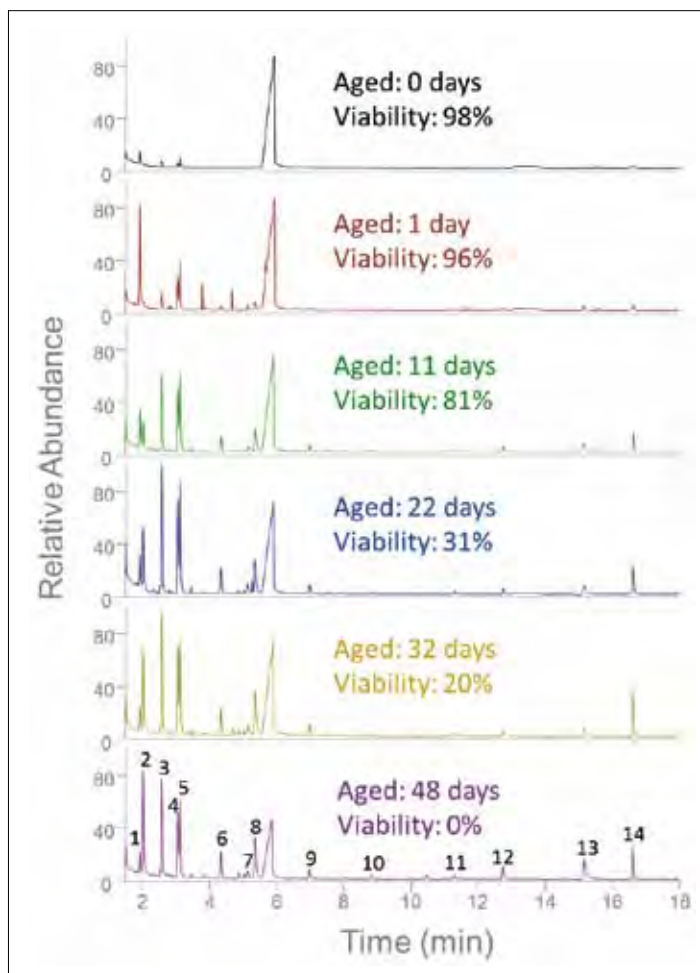 Relative Abundance
80
40
0
Aged: 0 days
Viability: 98%
80
40
0
Aged: 1 day
Viability: 96%
80
40
0
Aged: 11 days
Viability: 81%
80
40
0
Aged: 22 days
Viability: 31%
80
40
0
Aged: 32 days
Viability: 20%
80
40
0
Aged: 48 days
Viability: 0%
1 2 3 4 5 6 7 8 9 10 11 12 13 14
2 4 6 8 10 12 14 16 18
Time (min)